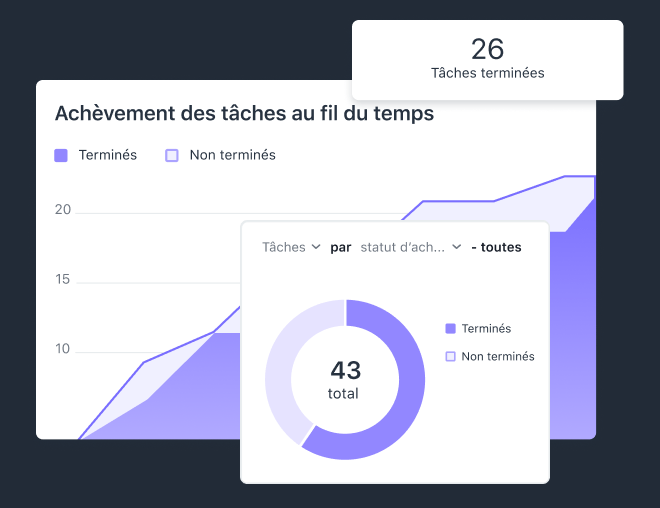 26
Tâches terminées
Achèvement des tâches au fil du temps
Terminés
Non terminés
20
15
10
Tâches par statut d’ach... - toutes
43
total
Terminés
Non terminés